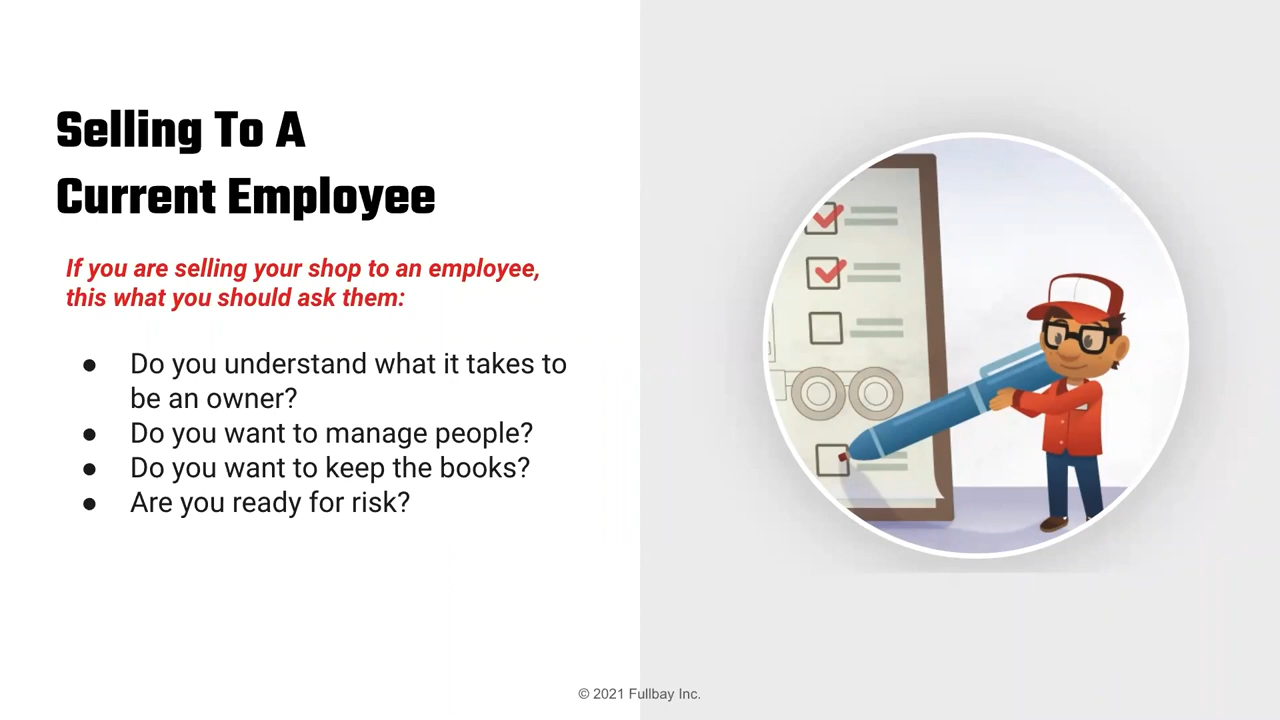 Selling To A
Current Employee
If you are selling your shop to an employee,
this what you should ask them:
● Do you understand what it takes to
be an owner?
● Do you want to manage people?
● Do you want to keep the books?
● Are you ready for risk?
© 2021 Fullbay Inc.